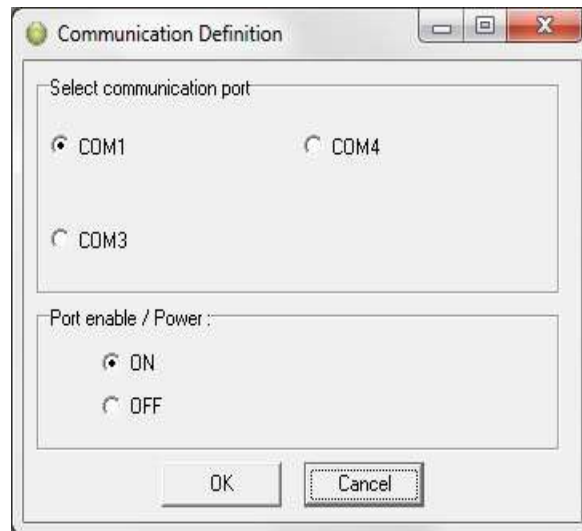 Communication Definition
Select communication port
COM1 COM4
COM3
Port enable / Power :
ON
OFF
OK Cancel